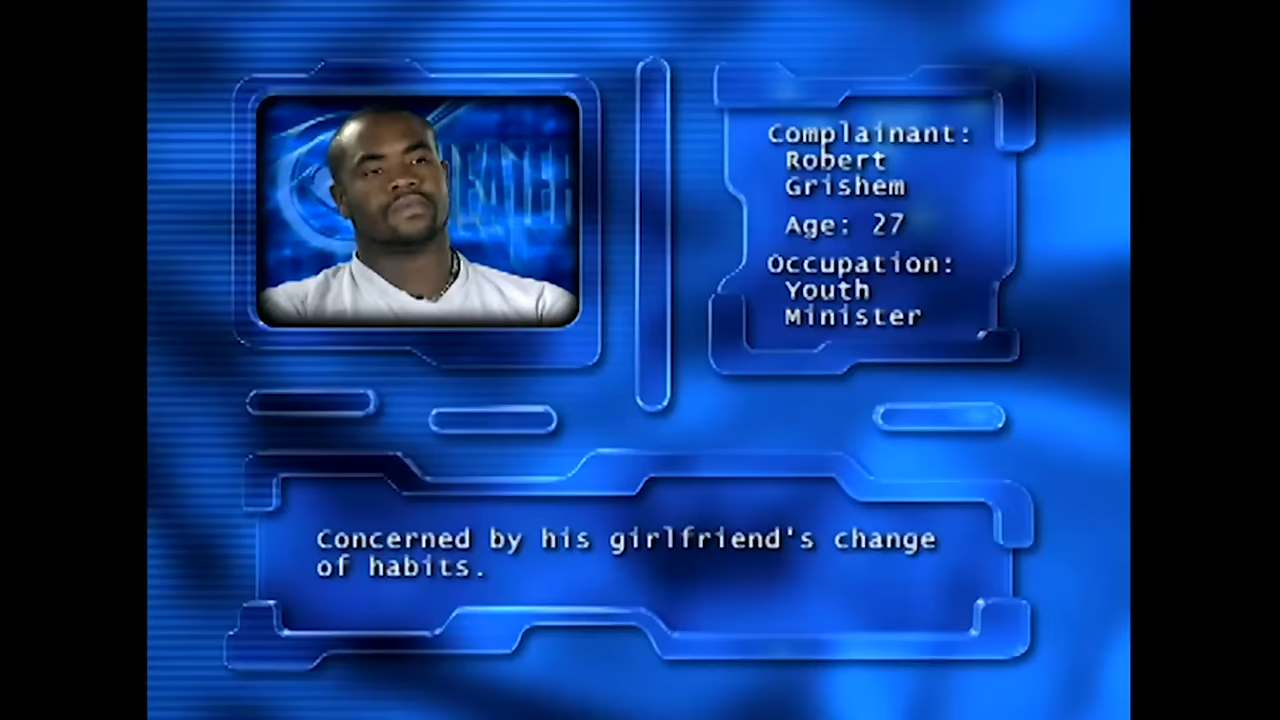 Complainant:
Robert
Grishem
Age: 27
Occupation:
Youth
Minister
Concerned by his girlfriend's change
of habits.